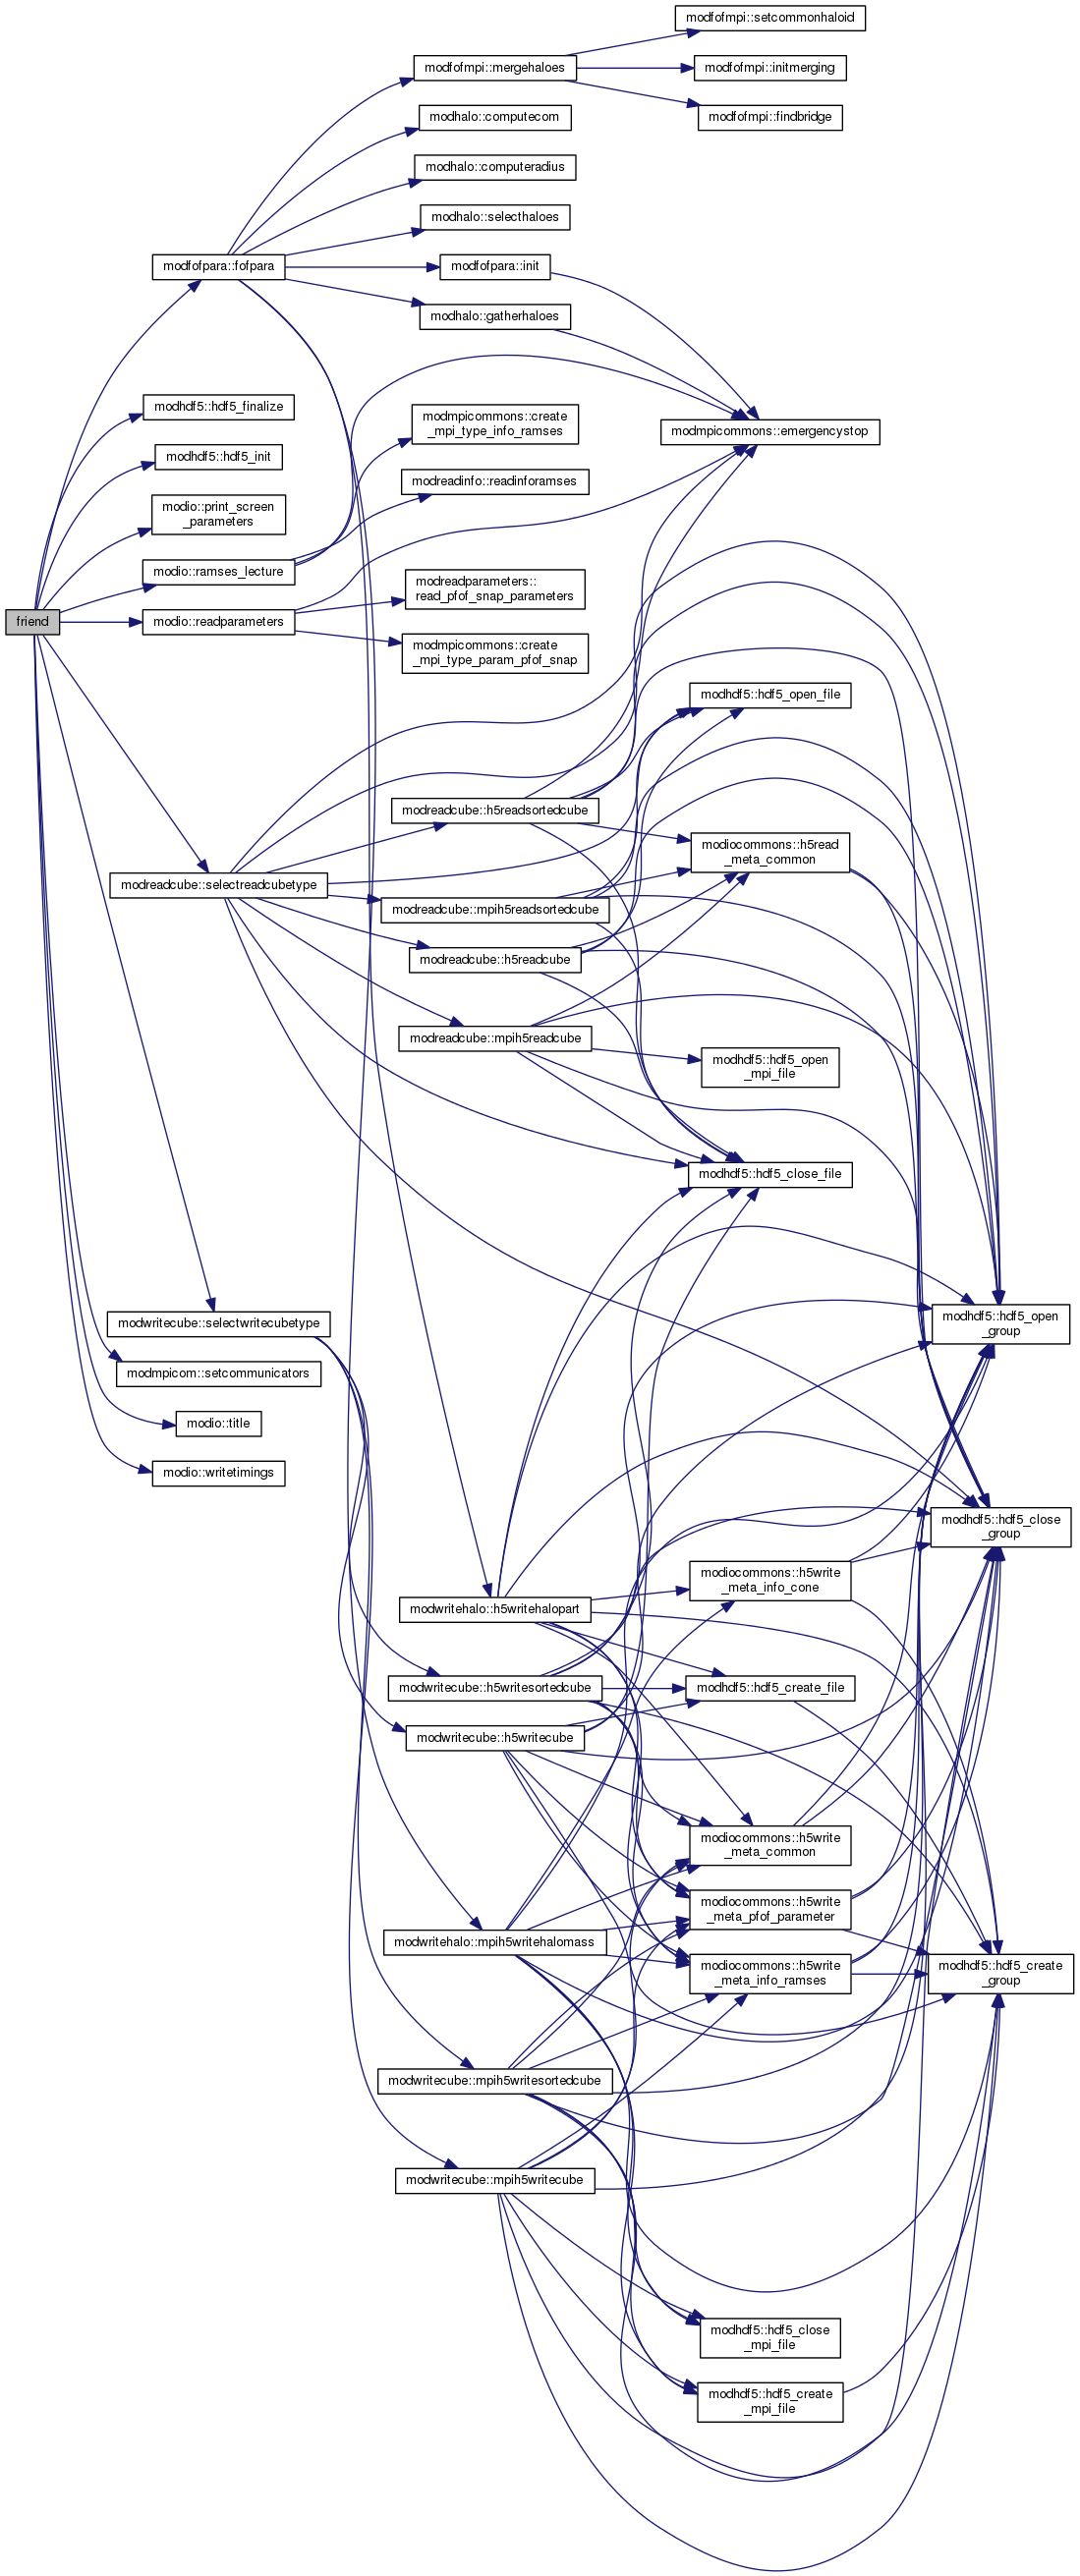 modfofmpi::setcommonhaloid
modfofmpi::mergehaloes
modfofmpi::initmerging
modfofmpi::findbridge
modhalo::computecom
modhalo::computeradius
modhalo::selecthaloes
modfofpara::fofpara
modfofpara::init
modhalo::gatherhaloes
modhdf5::hdf5_finalize
modmpicommons::create
_mpi_type_info_ramses
modmpicommons::emergencystop
modhdf5::hdf5_init
modreadinfo::readinforamses
modio::print_screen
_parameters
modio::ramses_lecture
modreadparameters::
read_pfof_snap_parameters
friend
modio::readparameters
modmpicommons::create
_mpi_type_param_pfof_snap
modhdf5::hdf5_open_file
modreadcube::h5readsortedcube
modiocommons::h5read
_meta_common
modreadcube::selectreadcubetype
modreadcube::mpih5readsortedcube
modreadcube::h5readcube
modreadcube::mpih5readcube
modhdf5::hdf5_open
_mpi_file
modhdf5::hdf5_close_file
modwritecube::selectwritecubetype
modhdf5::hdf5_open
_group
modmpicom::setcommunicators
modio::title
modio::writetimings
modhdf5::hdf5_close
_group
modiocommons::h5write
_meta_info_cone
modwritehalo::h5writehalopart
modwritecube::h5writesortedcube
modhdf5::hdf5_create_file
modwritecube::h5writecube
modiocommons::h5write
_meta_common
modiocommons::h5write
_meta_pfof_parameter
modwritehalo::mpih5writehalomass
modiocommons::h5write
_meta_info_ramses
modhdf5::hdf5_create
_group
modwritecube::mpih5writesortedcube
modwritecube::mpih5writecube
modhdf5::hdf5_close
_mpi_file
modhdf5::hdf5_create
_mpi_file